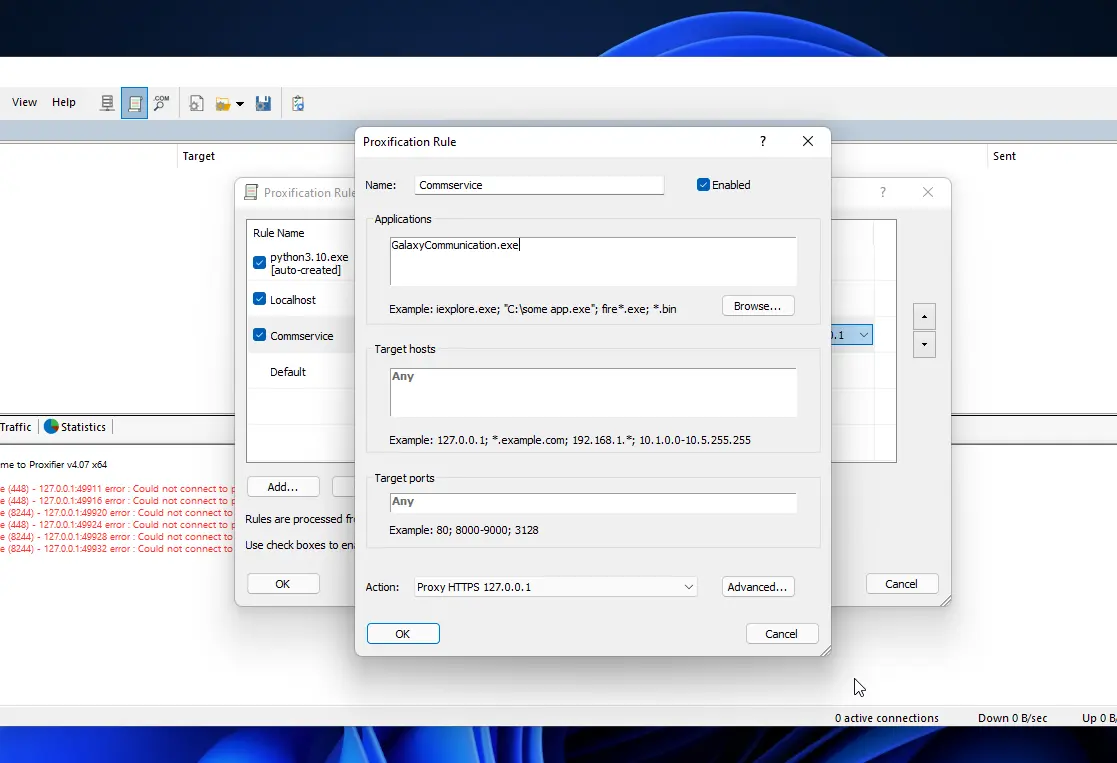 View Help
.COM
Target
Sent
Proxification Rule
Name: Commservice
Enabled
Applications
GalaxyCommunication.exe
Example: iexplore.exe; "C:\some app.exe"; fire*.exe; *.bin
Browse...
Target hosts
Any
Example: 127.0.0.1; *.example.com; 192.168.1.*; 10.1.0.0-10.5.255.255
Target ports
Any
Example: 80; 8000-9000; 3128
Action: Proxy HTTPS 127.0.0.1
Advanced...
OK
Cancel
Proxification Rule
Rule Name
python3.10.exe
[auto-created]
Localhost
Commservice
Default
0.1
Add...
Rules are processed
Use check boxes to
OK
Cancel
Traffic
Statistics
me to Proxifier v4.07 x64
e (448) - 127.0.0.1:49911 error : Could not connect to
e (448) - 127.0.0.1:49916 error : Could not connect to
e (8244) - 127.0.0.1:49920 error : Could not connect to
e (448) - 127.0.0.1:49924 error : Could not connect to
e (8244) - 127.0.0.1:49928 error : Could not connect to
e (8244) - 127.0.0.1:49932 error : Could not connect to
0 active connections
Down 0 B/sec
Up 0 B/